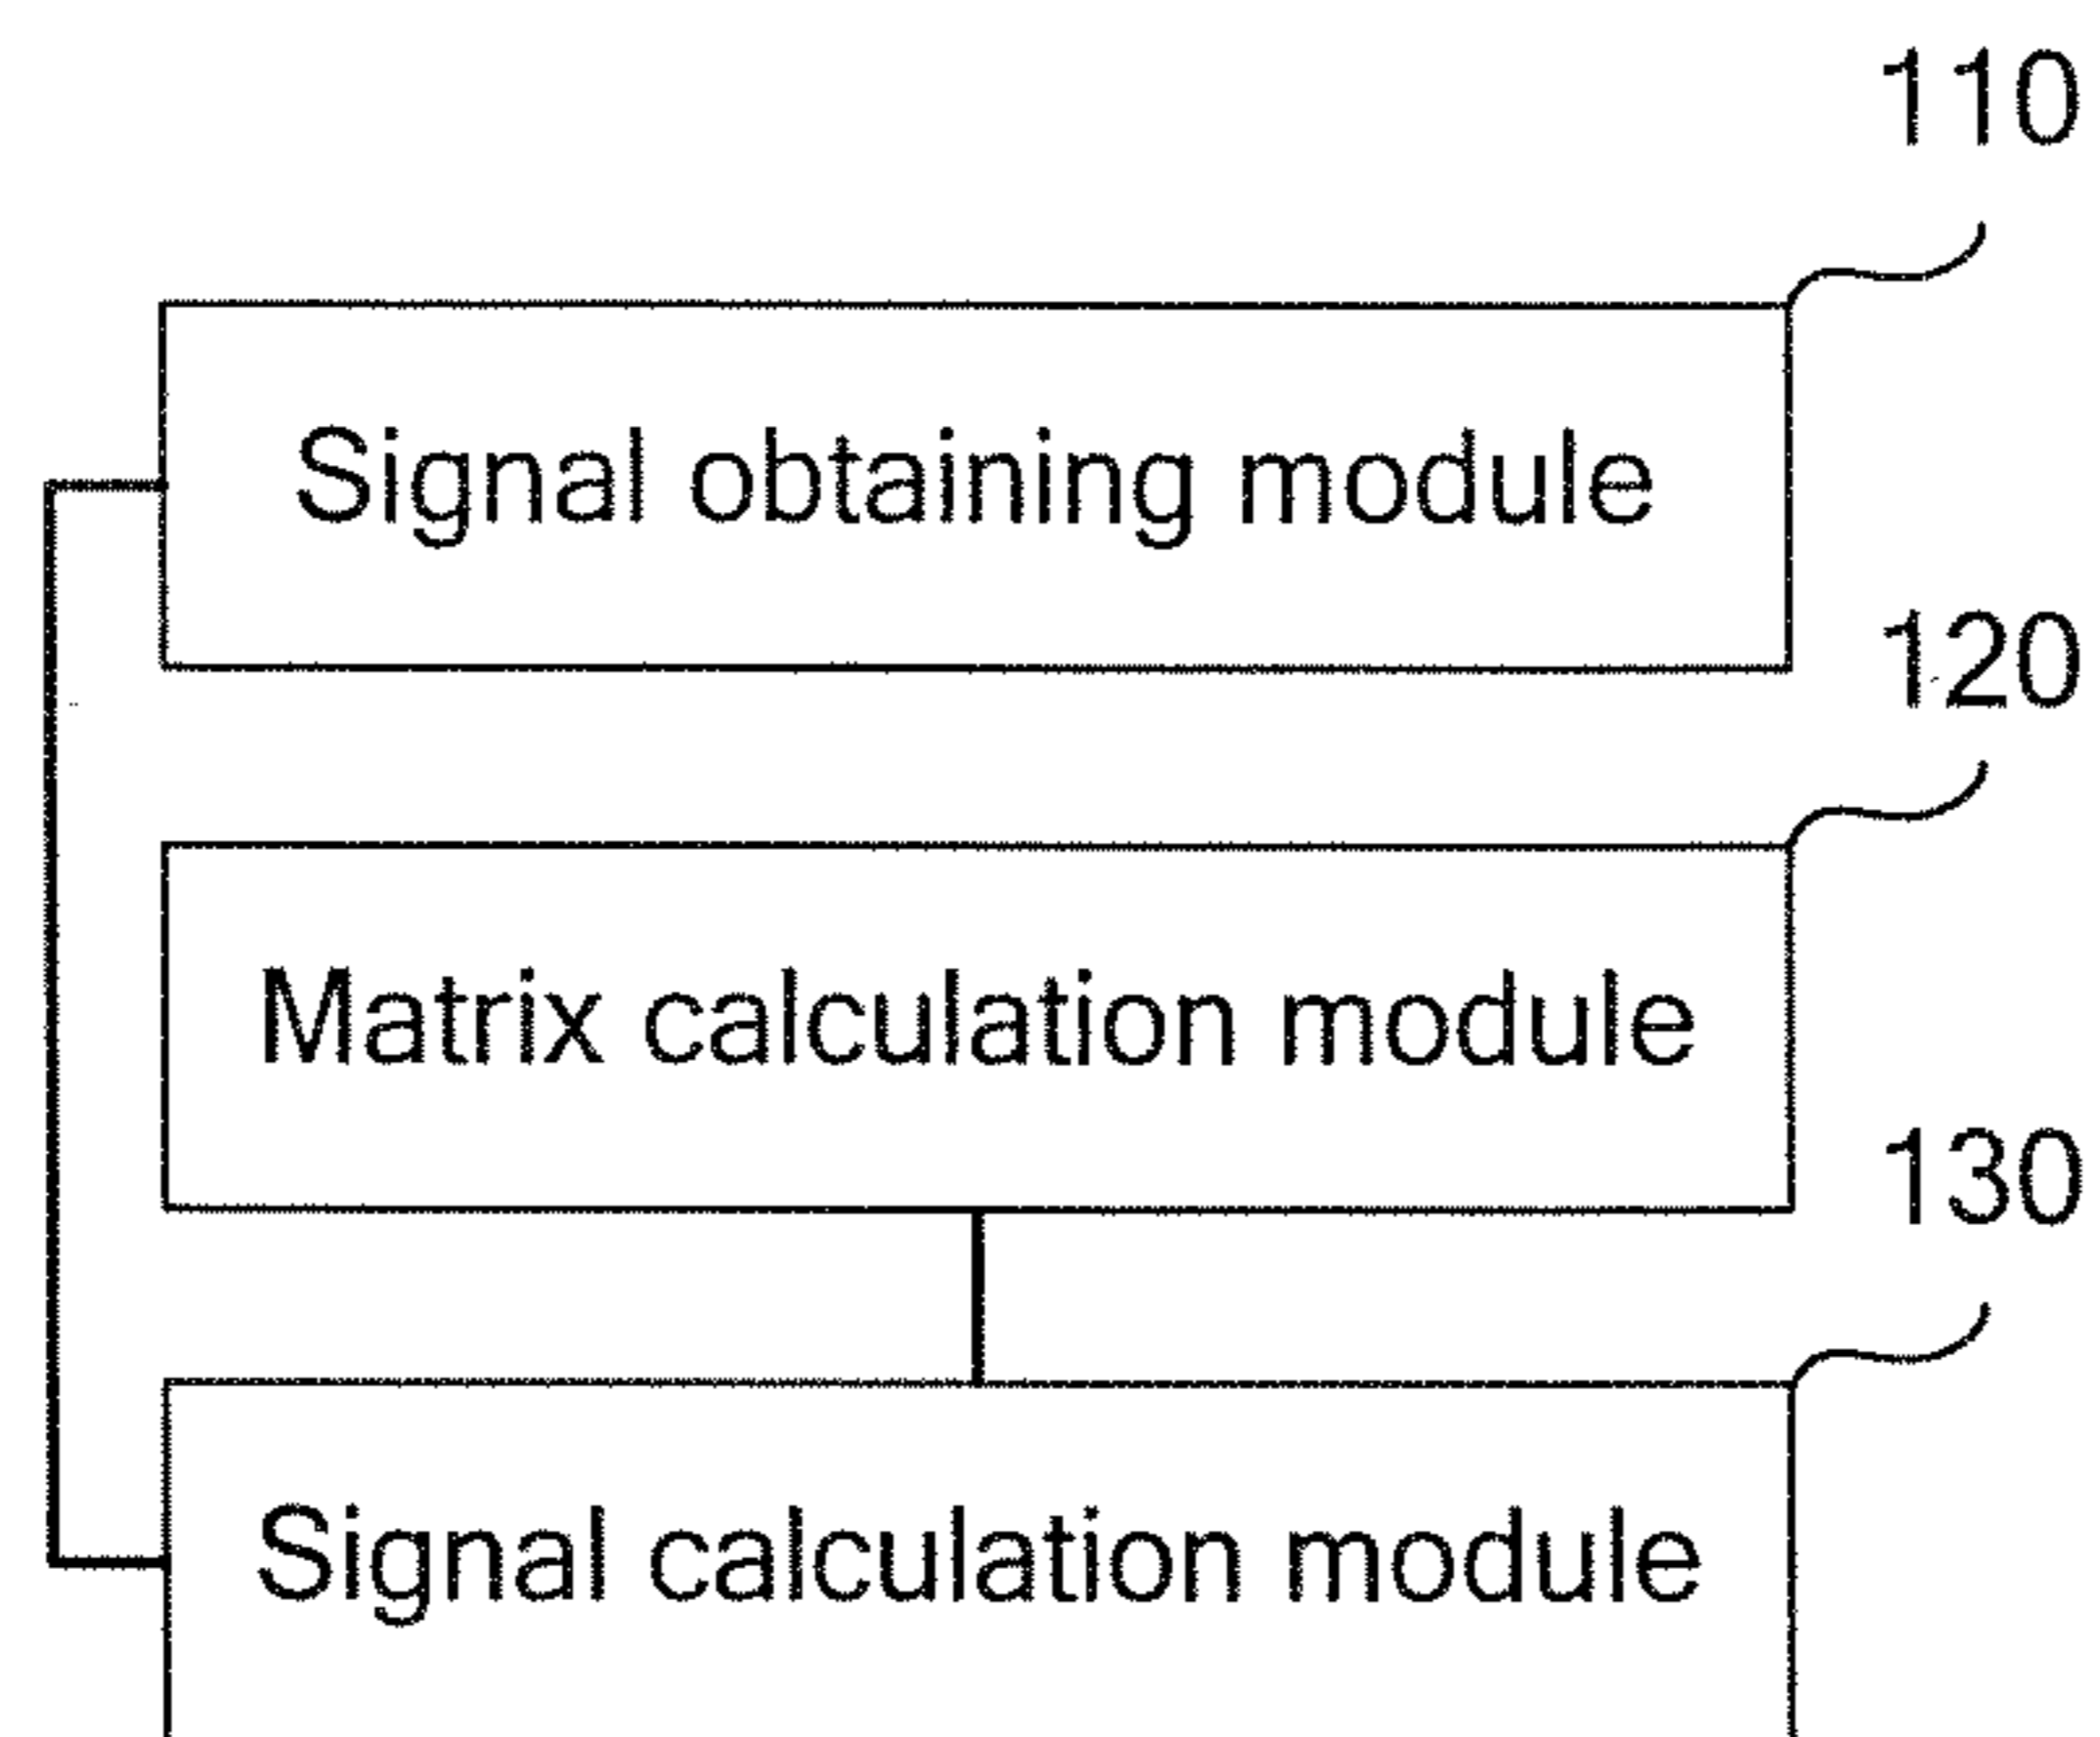 110
Signal obtaining module
120
Matrix calculation module
130
Signal calculation module